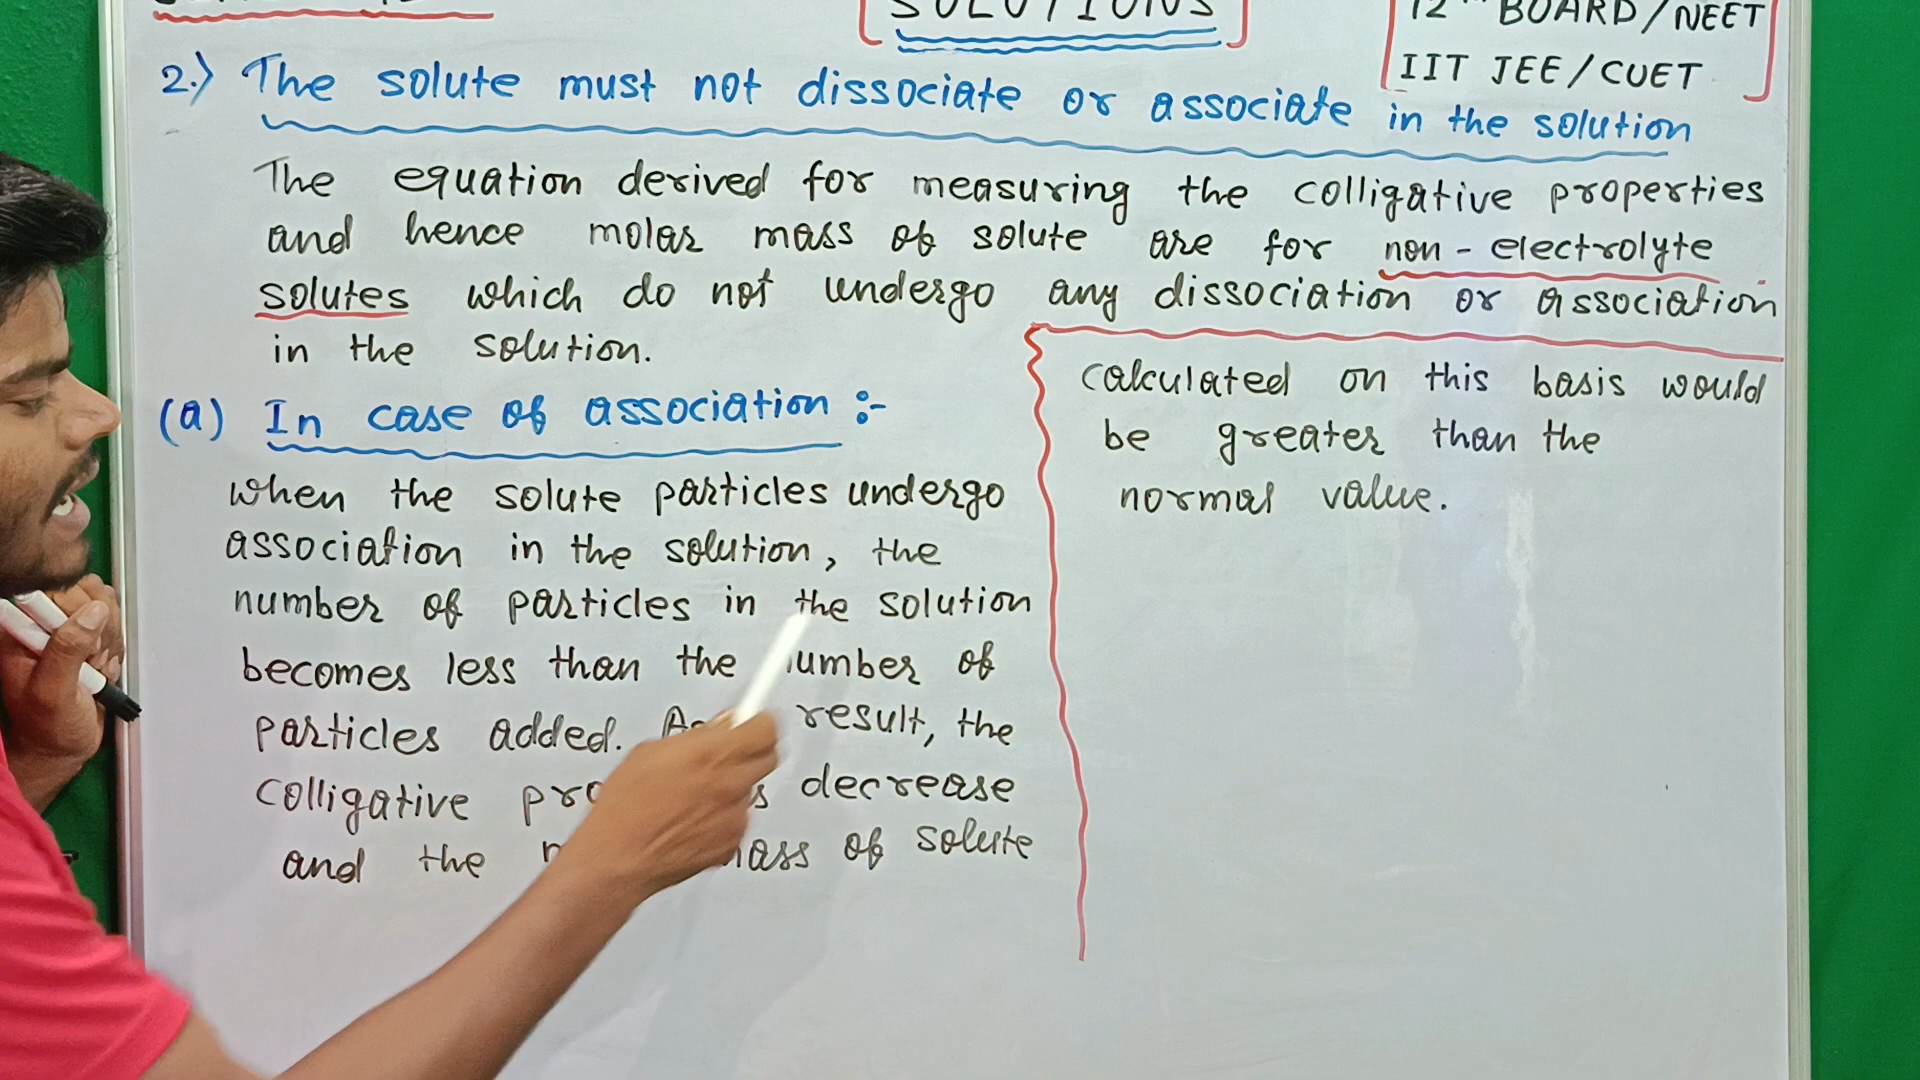 SOLUTIONS
12th BOARD/NEET
IIT JEE/CUET
2.) The solute must not dissociate or associate in the solution
The equation derived for measuring the colligative properties
and hence molar mass of solute are for non-electrolyte
solutes which do not undergo any dissociation or association
in the solution.
(a) In case of association :-
when the solute particles undergo
association in the solution, the
number of particles in the solution
becomes less than the number of
particles added. result, the
colligative decrease
and the mass of solute
calculated on this basis would
be greater than the
normal value.